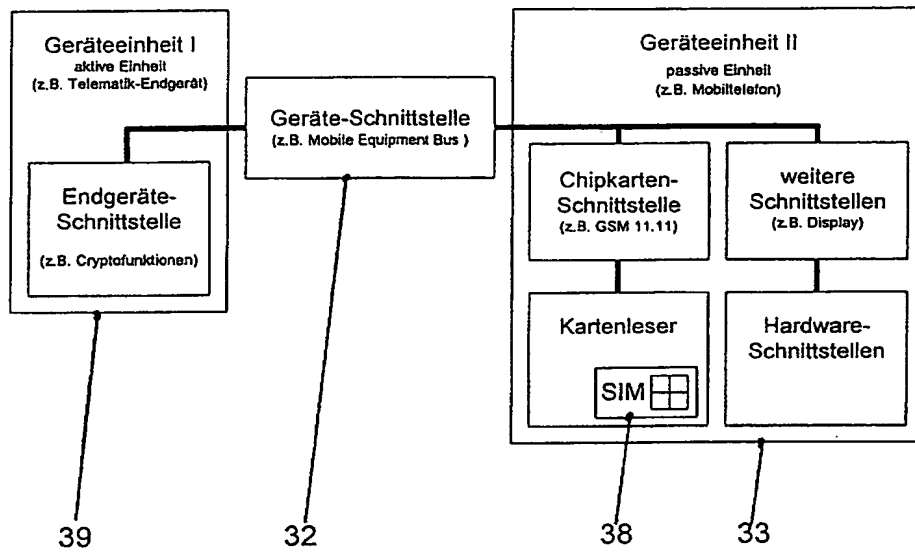 Geräteeinheit I
aktive Einheit
(z.B. Telematik-Endgerät)
Endgeräte-
Schnittstelle
(z.B. Cryptofunktionen)
Geräte-Schnittstelle
(z.B. Mobile Equipment Bus )
Geräteeinheit II
passive Einheit
(z.B. Mobiltelefon)
Chipkarten-
Schnittstelle
(z.B. GSM 11.11)
weitere
Schnittstellen
(z.B. Display)
Kartenleser
SIM
Hardware-
Schnittstellen
39
32
38
33